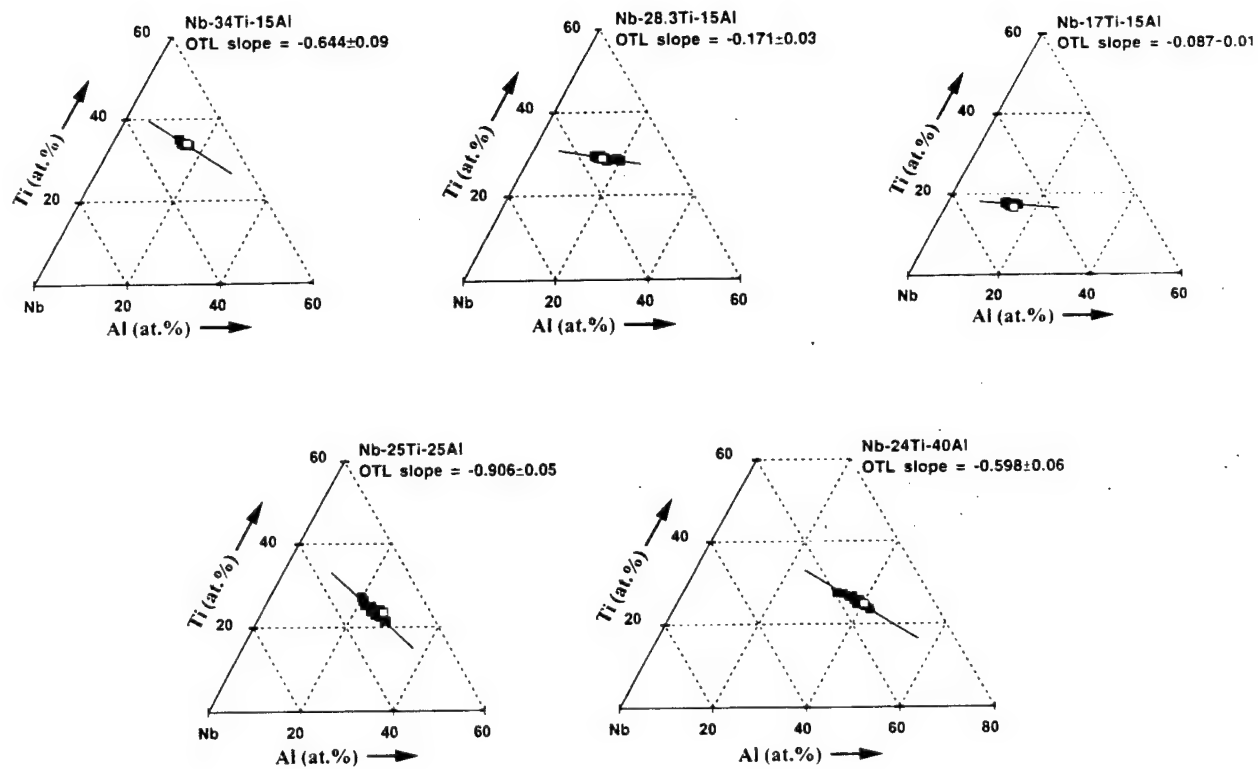 Nb-34Ti-15Al
OTL slope = -0.644±0.09
60
40
20
Ti (at.%)
Nb
20
40
60
Al (at.%)
Nb-28.3Ti-15Al
OTL slope = -0.171±0.03
60
40
20
Ti (at.%)
Nb
20
40
60
Al (at.%)
Nb-17Ti-15Al
OTL slope = -0.087-0.01
60
40
20
Ti (at.%)
Nb
20
40
60
Al (at.%)
Nb-25Ti-25Al
OTL slope = -0.906±0.05
60
40
20
Ti (at.%)
Nb
20
40
60
Al (at.%)
Nb-24Ti-40Al
OTL slope = -0.598±0.06
60
40
20
Ti (at.%)
Nb
20
40
60
80
Al (at.%)